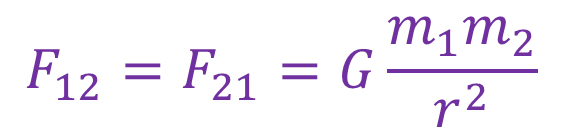 F₁₂ = F₂₁ = G m₁m₂ / r²